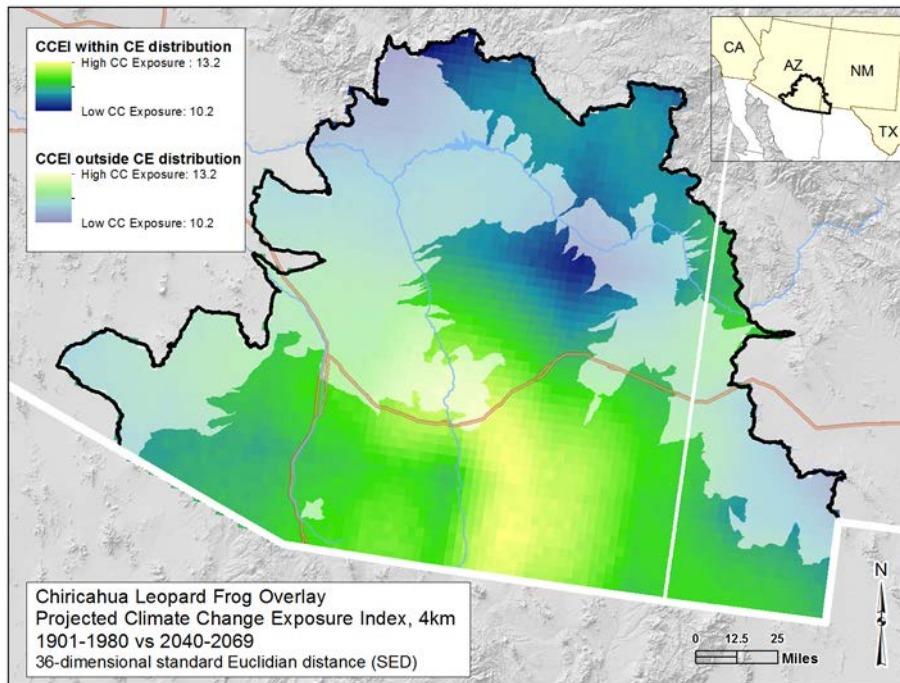 CCEI within CE distribution
High CC Exposure : 13.2
Low CC Exposure: 10.2
CCEI outside CE distribution
High CC Exposure: 13.2
Low CC Exposure: 10.2
CA
AZ
NM
TX
Chiricahua Leopard Frog Overlay
Projected Climate Change Exposure Index, 4km
1901-1980 vs 2040-2069
36-dimensional standard Euclidian distance (SED)
N
0 12.5 25
Miles